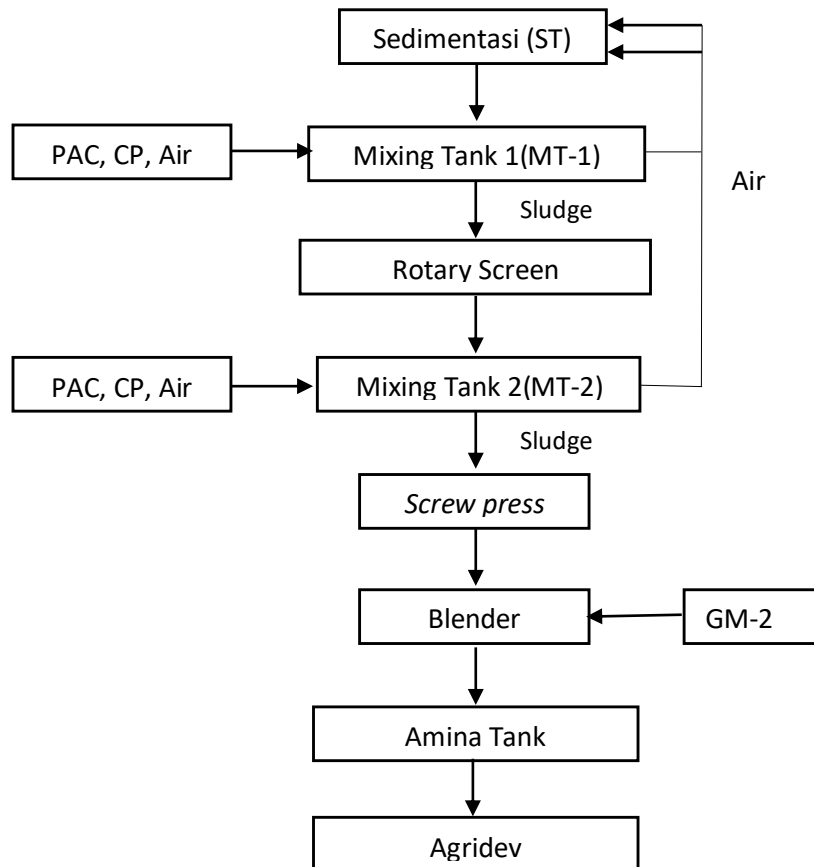 Sedimentasi (ST)
PAC, CP, Air
Mixing Tank 1(MT-1)
Air
Sludge
Rotary Screen
PAC, CP, Air
Mixing Tank 2(MT-2)
Sludge
Screw press
Blender
GM-2
Amina Tank
Agridev